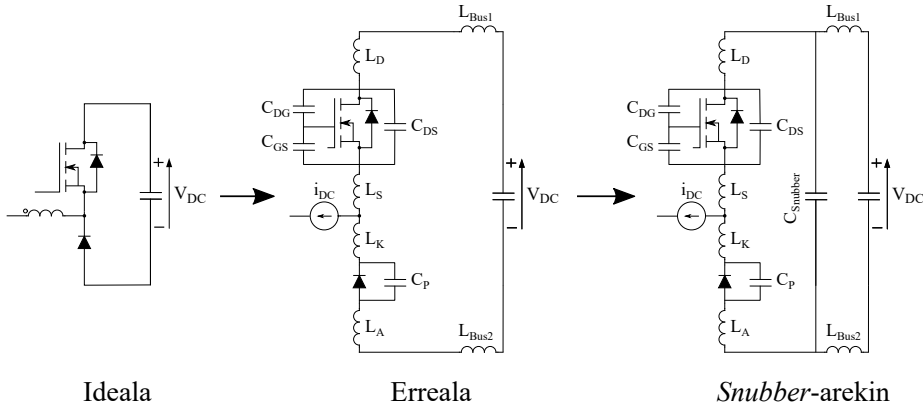 +
V_DC
−
Ideala
L_Bus1
L_D
C_DG
C_GS
C_DS
L_S
i_DC
L_K
C_P
L_A
L_Bus2
+
V_DC
−
Erreala
L_Bus1
L_D
C_DG
C_GS
C_DS
L_S
i_DC
L_K
C_P
L_A
L_Bus2
C_Snubber
+
V_DC
−
Snubber-arekin